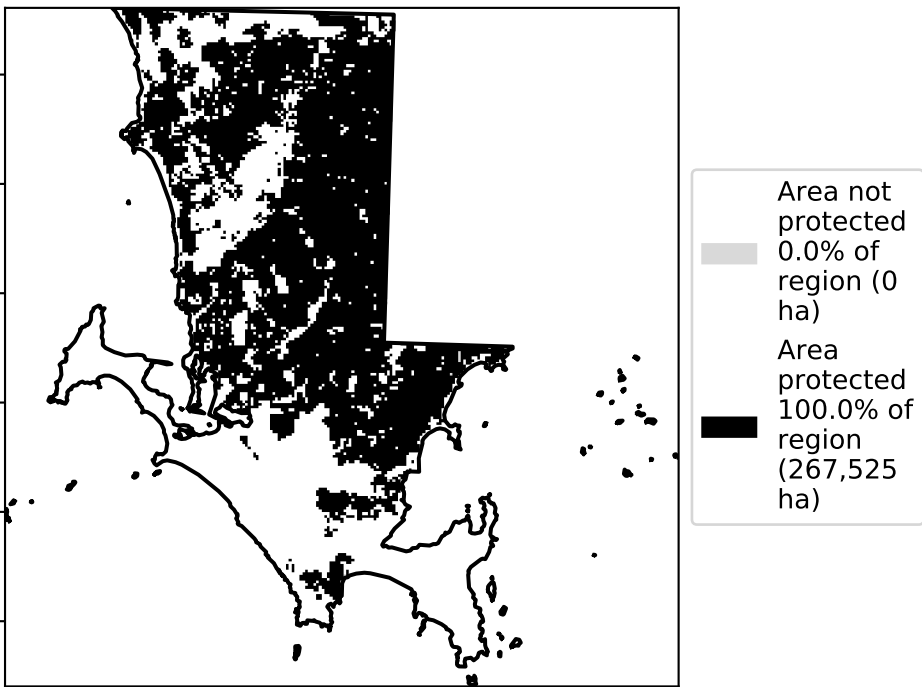 Area not
protected
0.0% of
region (0
ha)
Area
protected
100.0% of
region
(267,525
ha)